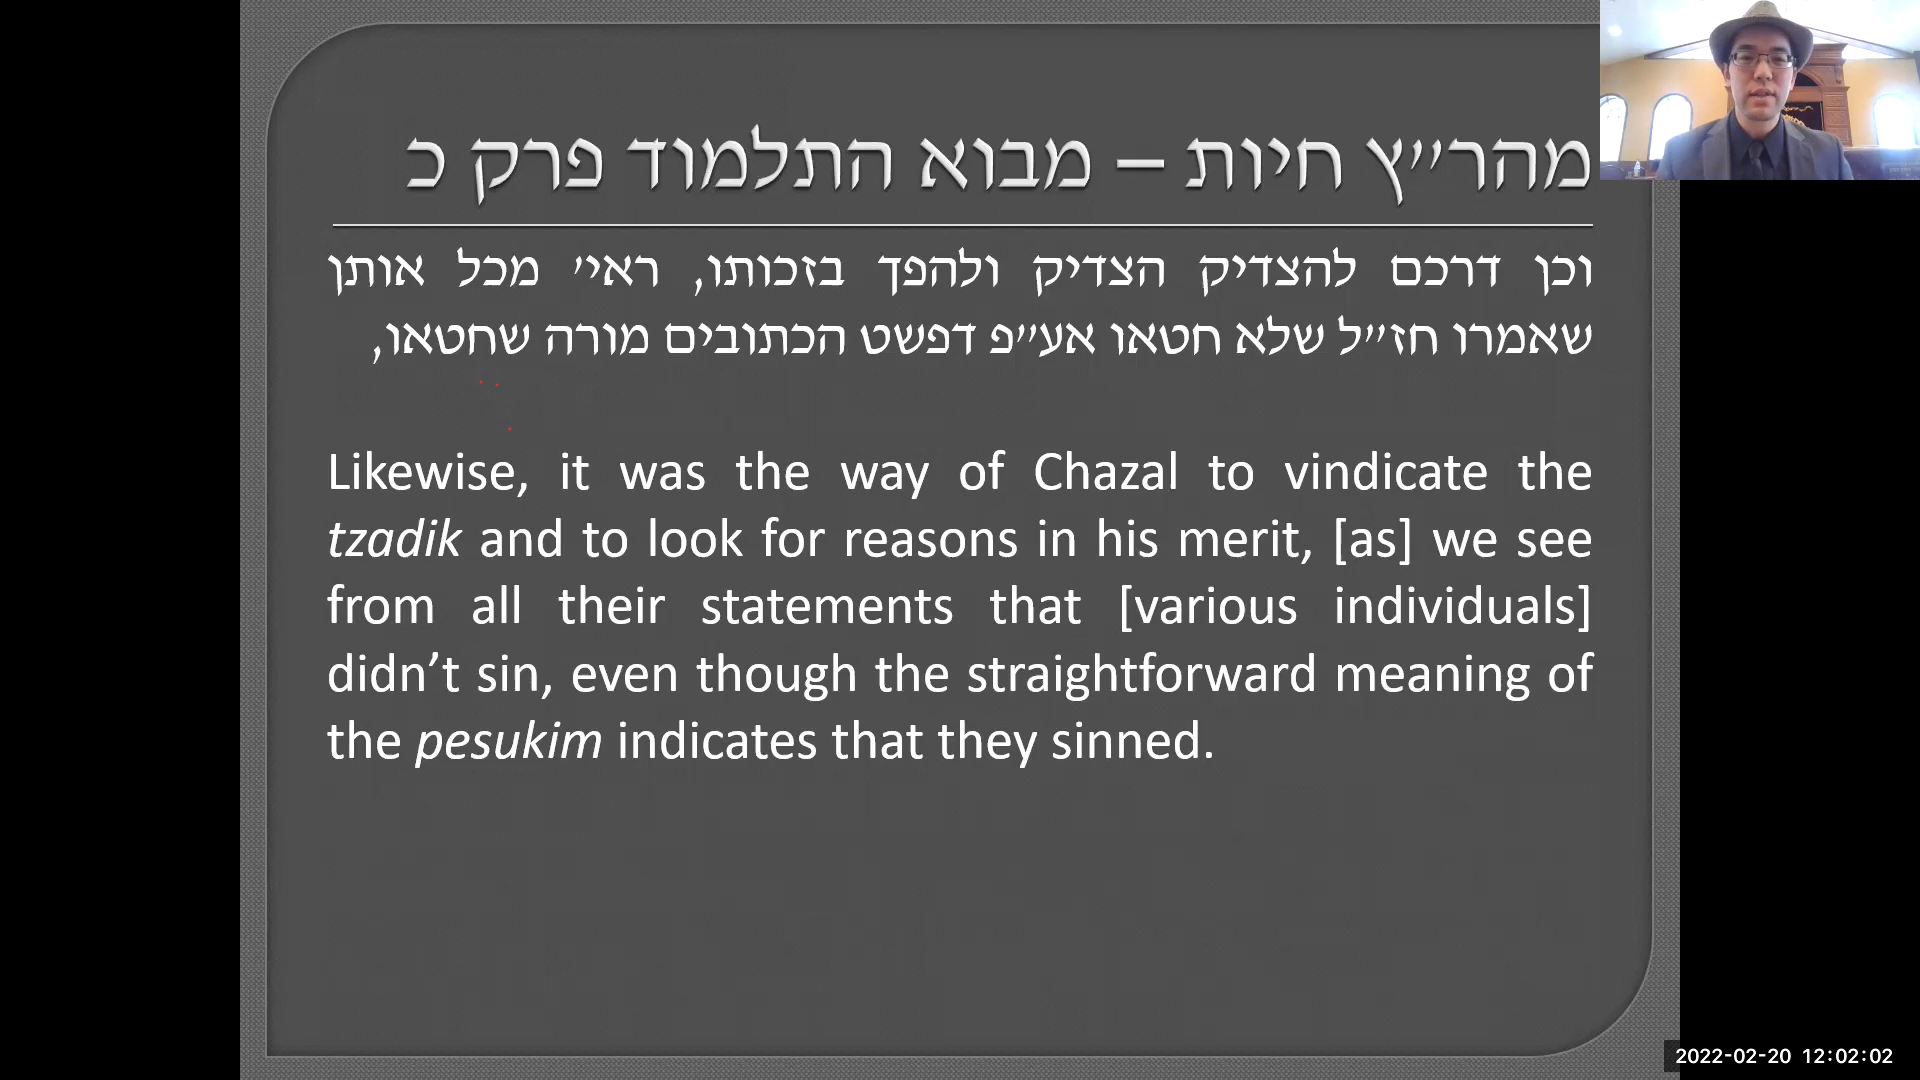 מהר״ץ חיות – מבוא התלמוד פרק כ
וכן דרכם להצדיק הצדיק ולהפך בזכותו, ראי׳ מכל אותן
שאמרו חז״ל שלא חטאו אע״פ דפשט הכתובים מורה שחטאו,
Likewise, it was the way of Chazal to vindicate the
tzadik and to look for reasons in his merit, [as] we see
from all their statements that [various individuals]
didn’t sin, even though the straightforward meaning of
the pesukim indicates that they sinned.
2022-02-20 12:02:02